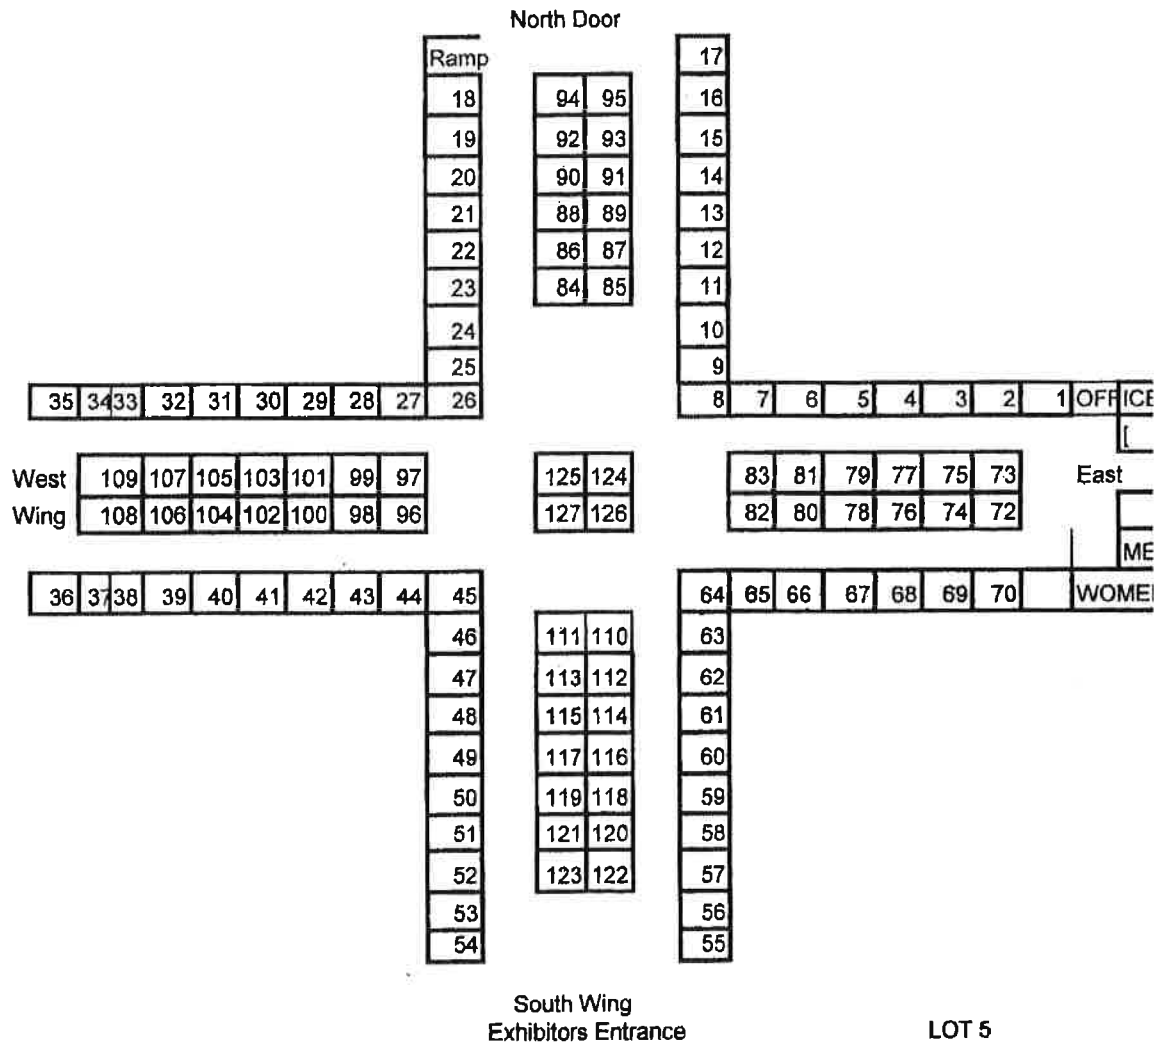 North Door
Ramp 17
18 94 95 16
19 92 93 15
20 90 91 14
21 88 89 13
22 86 87 12
23 84 85 11
24 10
25 9
35 34 33 32 31 30 29 28 27 26 8 7 6 5 4 3 2 1 OFFICE
[
West 109 107 105 103 101 99 97 125 124 83 81 79 77 75 73 East
Wing 108 106 104 102 100 98 96 127 126 82 80 78 76 74 72
ME
36 37 38 39 40 41 42 43 44 45 64 65 66 67 68 69 70 WOME
46 111 110 63
47 113 112 62
48 115 114 61
49 117 116 60
50 119 118 59
51 121 120 58
52 123 122 57
53 56
54 55
South Wing
Exhibitors Entrance LOT 5